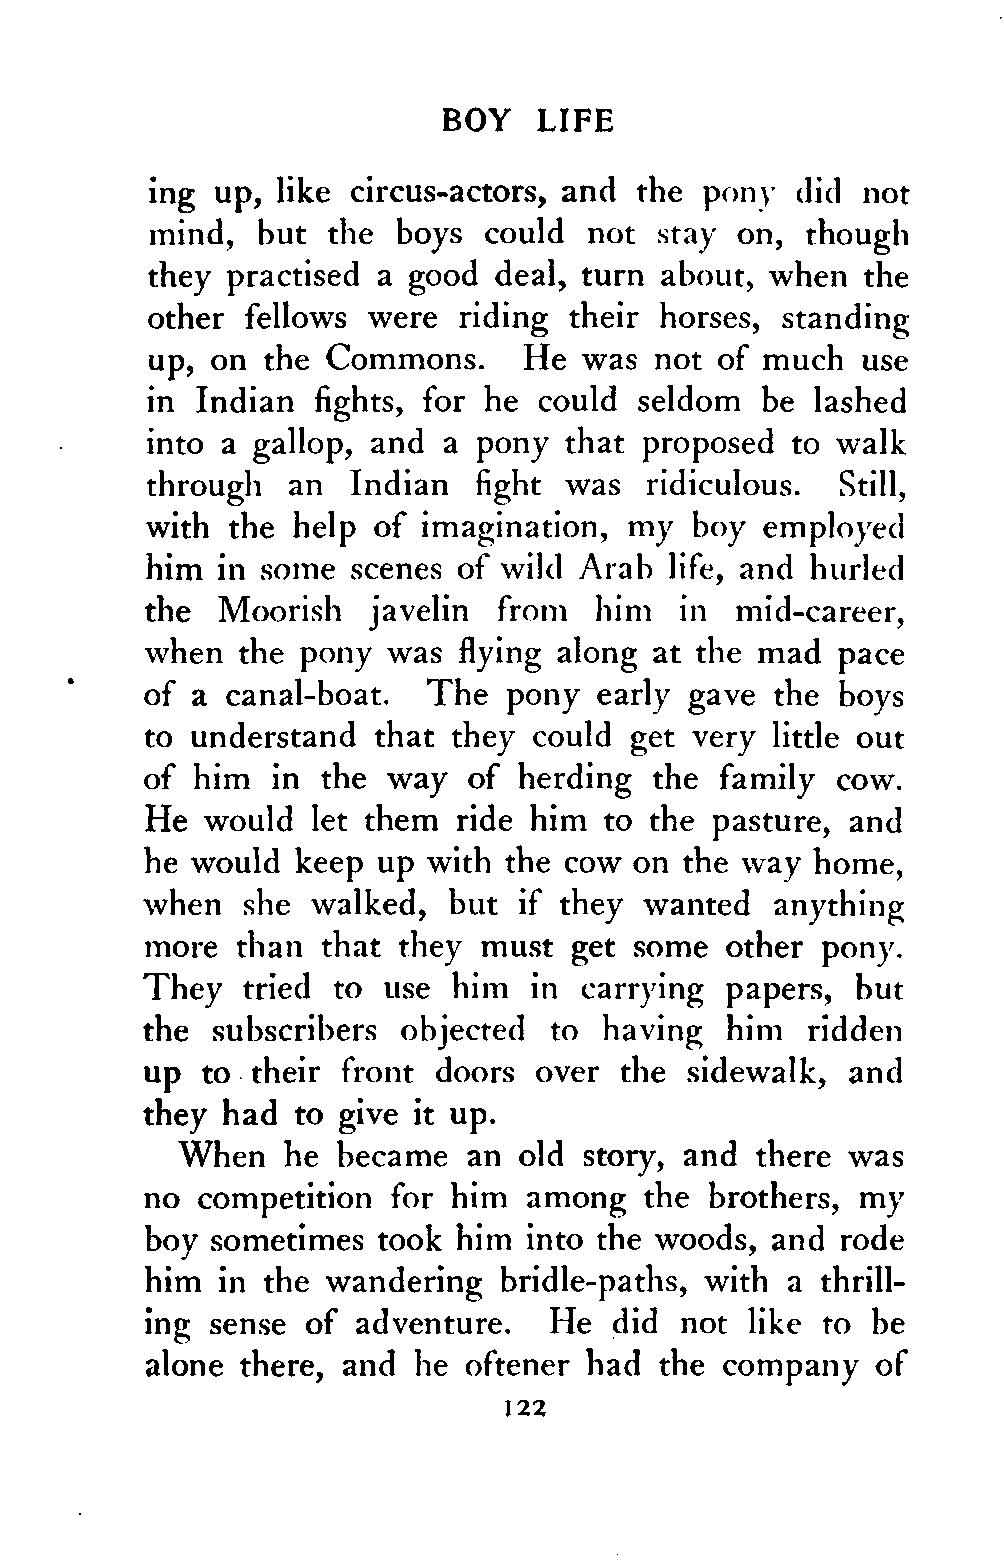 BOY LIFE
ing up, like circus-actors, and the pony did not
mind, but the boys could not stay on, though
they practised a good deal, turn about, when the
other fellows were riding their horses, standing
up, on the Commons. He was not of much use
in Indian fights, for he could seldom be lashed
into a gallop, and a pony that proposed to walk
through an Indian fight was ridiculous. Still,
with the help of imagination, my boy employed
him in some scenes of wild Arab life, and hurled
the Moorish javelin from him in mid-career,
when the pony was flying along at the mad pace
of a canal-boat. The pony early gave the boys
to understand that they could get very little out
of him in the way of herding the family cow.
He would let them ride him to the pasture, and
he would keep up with the cow on the way home,
when she walked, but if they wanted anything
more than that they must get some other pony.
They tried to use him in carrying papers, but
the subscribers objected to having him ridden
up to their front doors over the sidewalk, and
they had to give it up.
When he became an old story, and there was
no competition for him among the brothers, my
boy sometimes took him into the woods, and rode
him in the wandering bridle-paths, with a thrill-
ing sense of adventure. He did not like to be
alone there, and he oftener had the company of
122